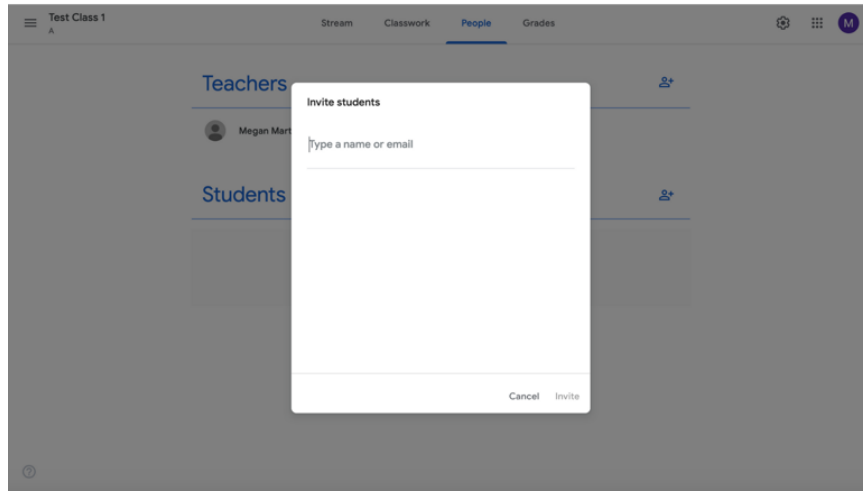 Test Class 1
A
Stream Classwork People Grades
M
Teachers
Megan Mart
Students
Invite students
Type a name or email
Cancel Invite